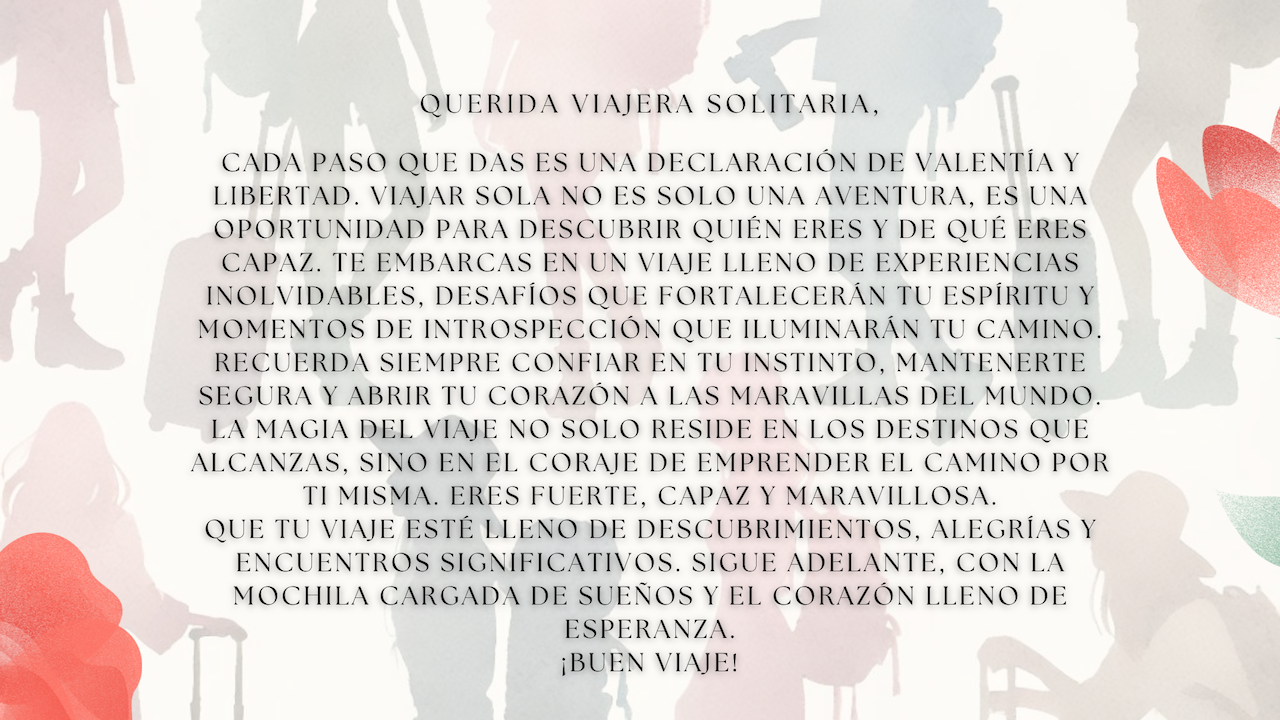 QUERIDA VIAJERA SOLITARIA,
CADA PASO QUE DAS ES UNA DECLARACIÓN DE VALENTÍA Y
LIBERTAD. VIAJAR SOLA NO ES SOLO UNA AVENTURA, ES UNA
OPORTUNIDAD PARA DESCUBRIR QUIÉN ERES Y DE QUÉ ERES
CAPAZ. TE EMBARCAS EN UN VIAJE LLENO DE EXPERIENCIAS
INOLVIDABLES, DESAFÍOS QUE FORTALECERÁN TU ESPÍRITU Y
MOMENTOS DE INTROSPECCIÓN QUE ILUMINARÁN TU CAMINO.
RECUERDA SIEMPRE CONFIAR EN TU INSTINTO, MANTENERTE
SEGURA Y ABRIR TU CORAZÓN A LAS MARAVILLAS DEL MUNDO.
LA MAGIA DEL VIAJE NO SOLO RESIDE EN LOS DESTINOS QUE
ALCANZAS, SINO EN EL CORAJE DE EMPRENDER EL CAMINO POR
TI MISMA. ERES FUERTE, CAPAZ Y MARAVILLOSA.
QUE TU VIAJE ESTÉ LLENO DE DESCUBRIMIENTOS, ALEGRÍAS Y
ENCUENTROS SIGNIFICATIVOS. SIGUE ADELANTE, CON LA
MOCHILA CARGADA DE SUEÑOS Y EL CORAZÓN LLENO DE
ESPERANZA.
¡BUEN VIAJE!